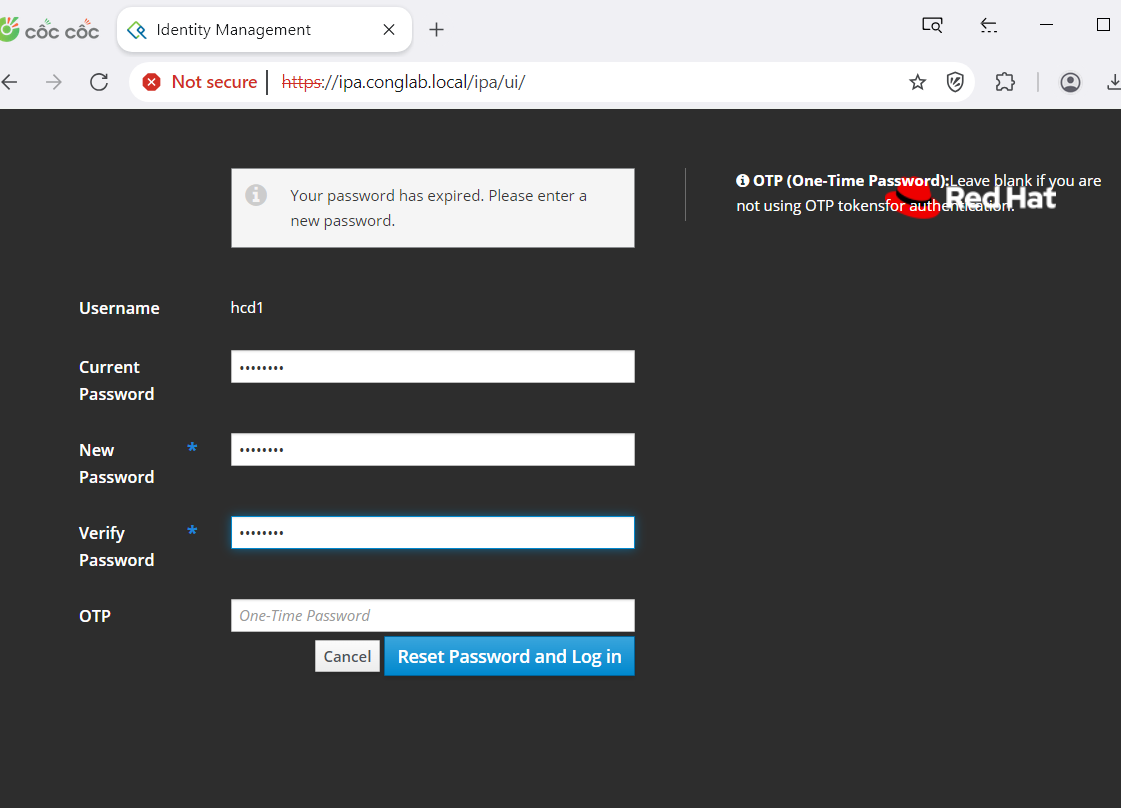 cốc cốc
Identity Management
Not secure
https://ipa.conglab.local/ipa/ui/
Your password has expired. Please enter a
new password.
OTP (One-Time Password):Leave blank if you are
not using OTP tokensfor authentication.
Red Hat
Username
hcd1
Current
Password
••••••••
New
Password
*
••••••••
Verify
Password
*
••••••••
OTP
One-Time Password
Cancel
Reset Password and Log in